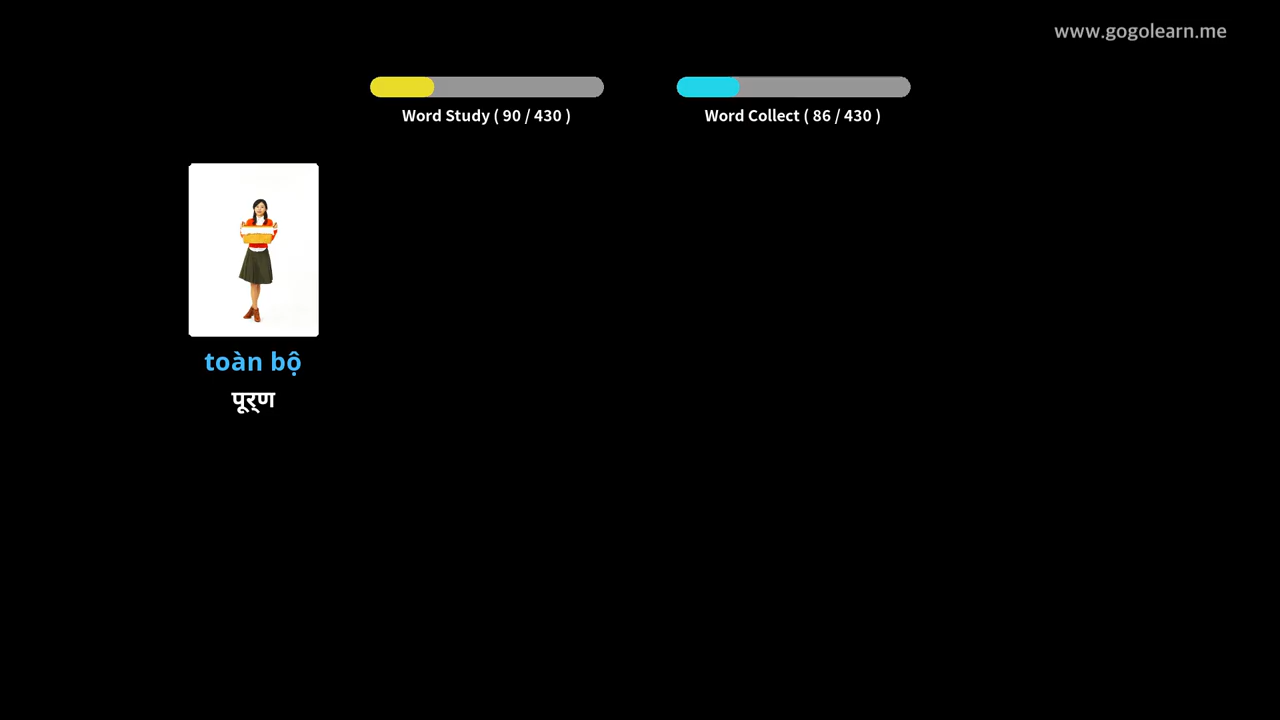 www.gogolearn.me
Word Study ( 90 / 430 )
Word Collect ( 86 / 430 )
toàn bộ
पूर्ण